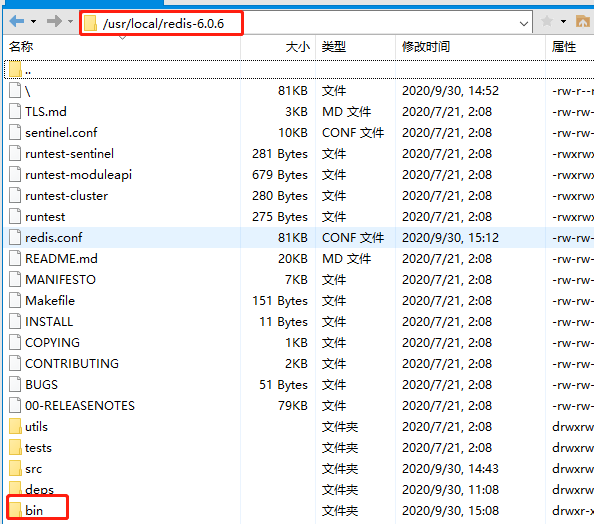 /usr/local/redis-6.0.6
名称 大小 类型 修改时间 属性
..
\ 81KB 文件 2020/9/30, 14:52 -rw-r--r
TLS.md 3KB MD 文件 2020/7/21, 2:08 -rw-rw-
sentinel.conf 10KB CONF 文件 2020/7/21, 2:08 -rw-rw-
runtest-sentinel 281 Bytes 文件 2020/7/21, 2:08 -rwxrwx
runtest-moduleapi 679 Bytes 文件 2020/7/21, 2:08 -rwxrwx
runtest-cluster 280 Bytes 文件 2020/7/21, 2:08 -rwxrwx
runtest 275 Bytes 文件 2020/7/21, 2:08 -rwxrwx
redis.conf 81KB CONF 文件 2020/9/30, 15:12 -rw-rw-
README.md 20KB MD 文件 2020/7/21, 2:08 -rw-rw-
MANIFESTO 7KB 文件 2020/7/21, 2:08 -rw-rw-
Makefile 151 Bytes 文件 2020/7/21, 2:08 -rw-rw-
INSTALL 11 Bytes 文件 2020/7/21, 2:08 -rw-rw-
COPYING 1KB 文件 2020/7/21, 2:08 -rw-rw-
CONTRIBUTING 2KB 文件 2020/7/21, 2:08 -rw-rw-
BUGS 51 Bytes 文件 2020/7/21, 2:08 -rw-rw-
00-RELEASENOTES 79KB 文件 2020/7/21, 2:08 -rw-rw-
utils 文件夹 2020/7/21, 2:08 drwxrw
tests 文件夹 2020/7/21, 2:08 drwxrw
src 文件夹 2020/9/30, 14:43 drwxrw
deps 文件夹 2020/9/30, 11:08 drwxrw
bin 文件夹 2020/9/30, 15:08 drwxr-x